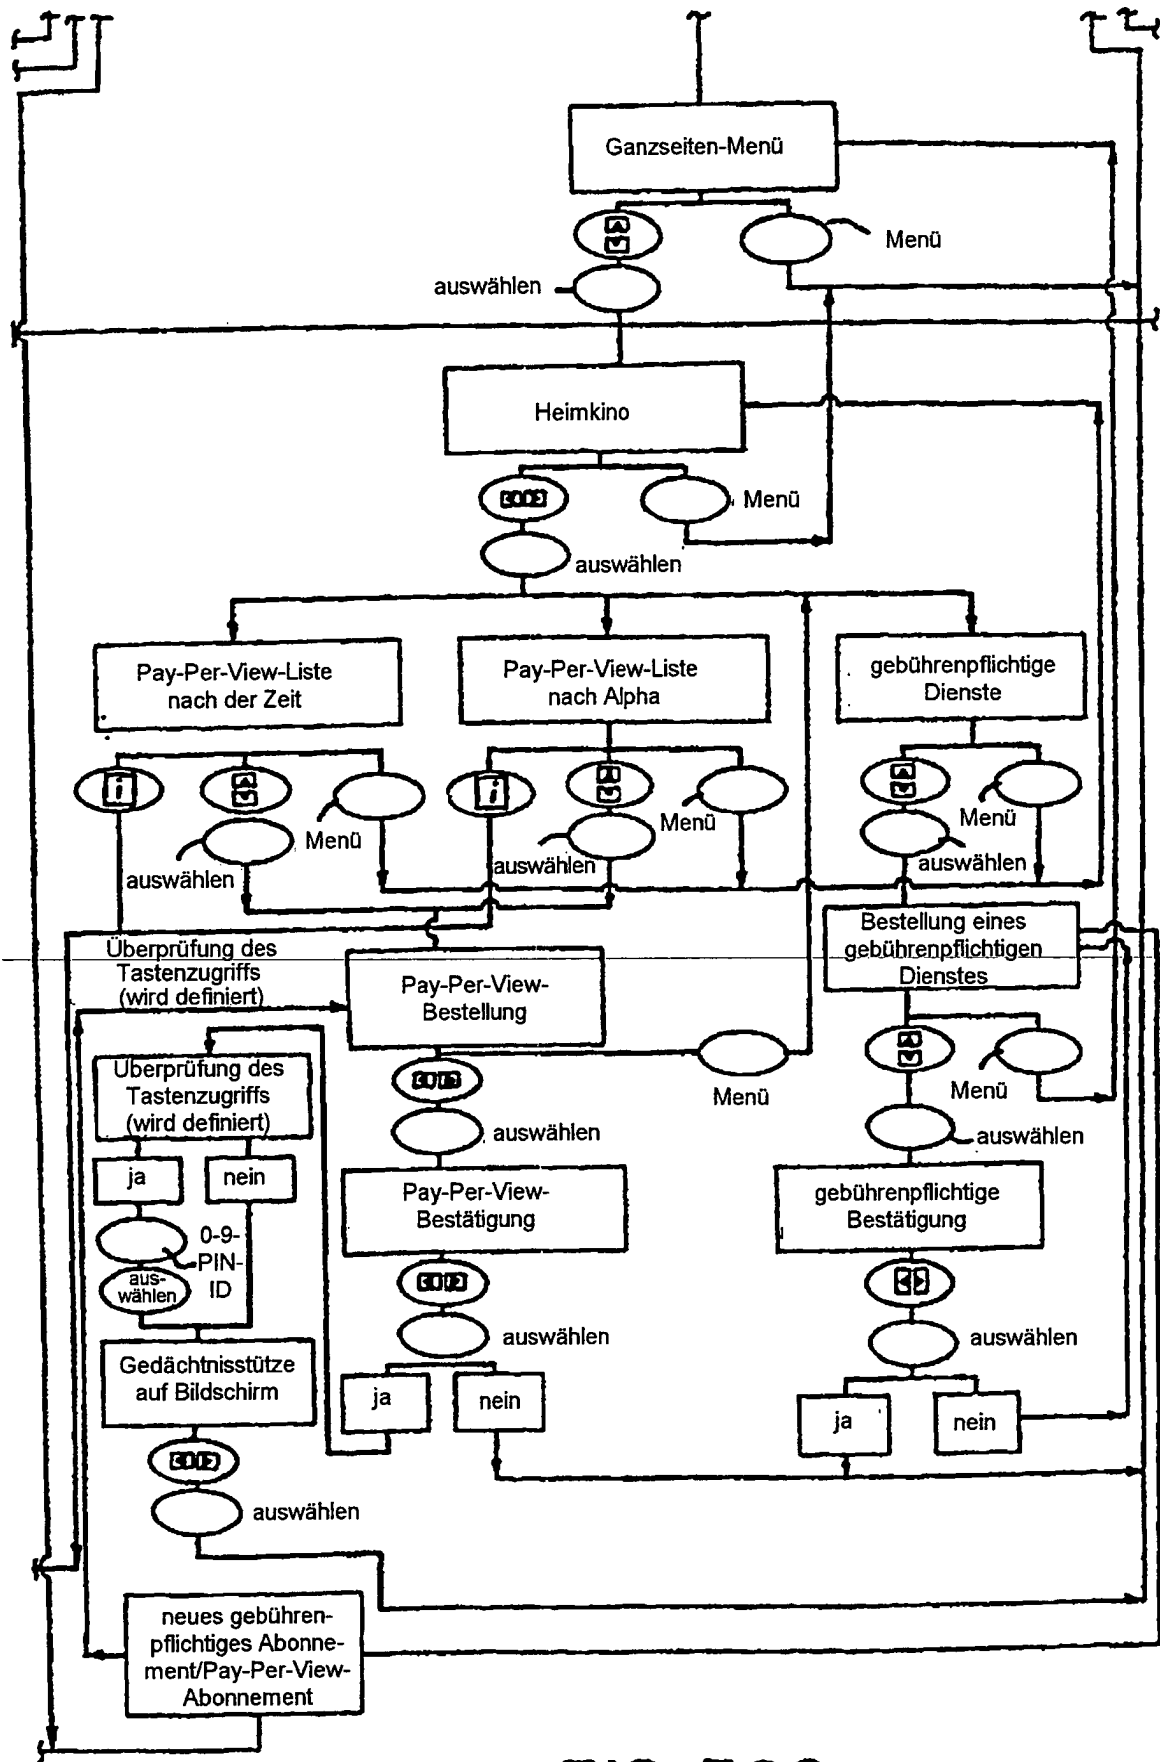 Ganzseiten-Menü
Menü
auswählen
Heimkino
Menü
auswählen
Pay-Per-View-Liste
nach der Zeit
Pay-Per-View-Liste
nach Alpha
gebührenpflichtige
Dienste
i
i
Menü
auswählen
Menü
auswählen
Menü
auswählen
Überprüfung des
Tastenzugriffs
(wird definiert)
Pay-Per-View-
Bestellung
Bestellung eines
gebührenpflichtigen
Dienstes
Menü
auswählen
Menü
auswählen
Überprüfung des
Tastenzugriffs
(wird definiert)
ja
nein
0-9-
PIN-
ID
aus-
wählen
Pay-Per-View-
Bestätigung
gebührenpflichtige
Bestätigung
auswählen
auswählen
Gedächtnisstütze
auf Bildschirm
ja
nein
ja
nein
auswählen
neues gebühren-
pflichtiges Abonne-
ment/Pay-Per-View-
Abonnement